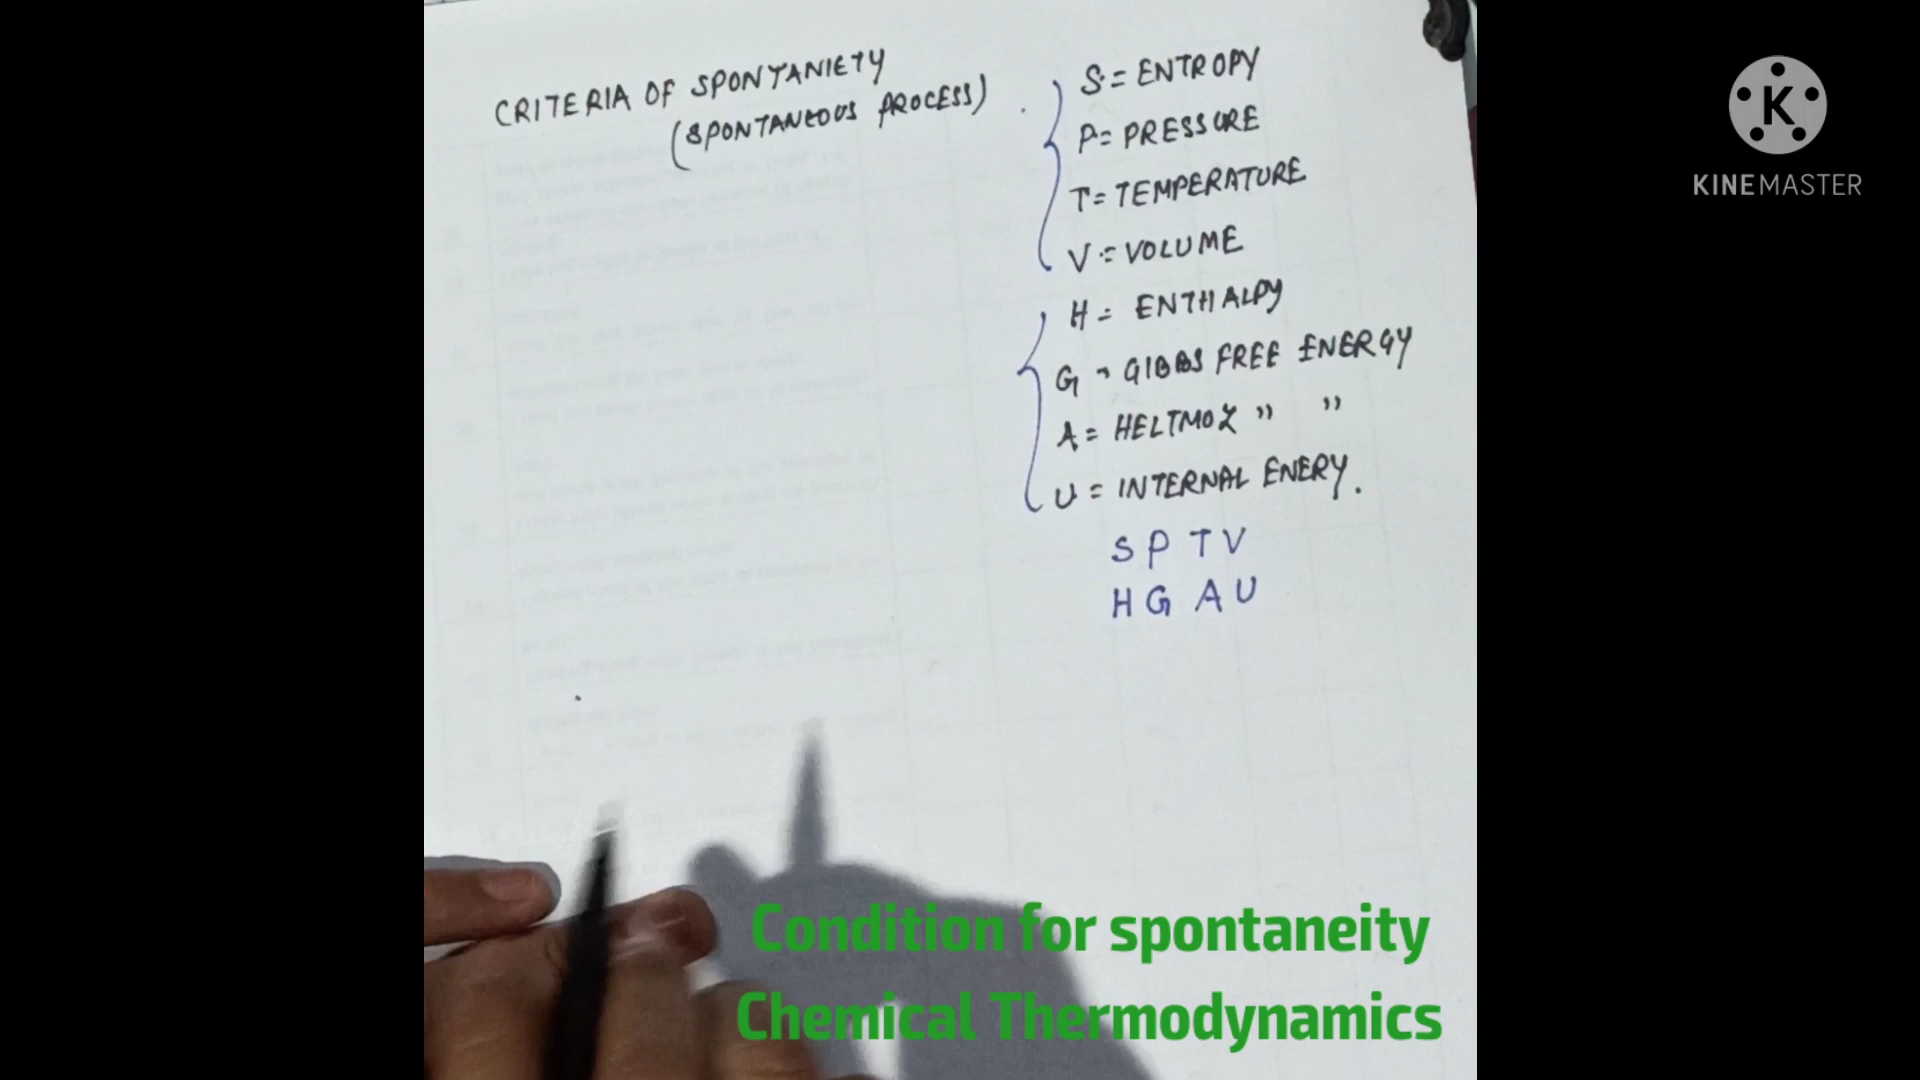 CRITERIA OF SPONTANIETY
(SPONTANEOUS PROCESS)
S = ENTROPY
P = PRESSURE
T = TEMPERATURE
V = VOLUME
H = ENTHALPY
G = GIBBS FREE ENERGY
A = HELTMOZ " "
U = INTERNAL ENERY.
S P T V
H G A U
Condition for spontaneity
Chemical Thermodynamics
K
KINEMASTER